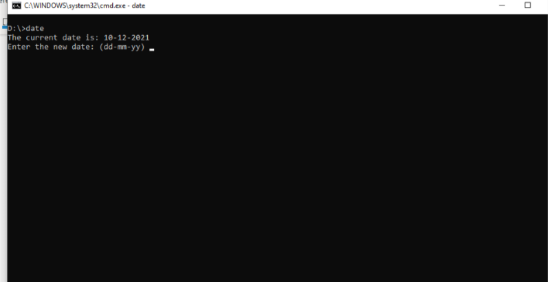 C:\WINDOWS\system32\cmd.exe - date
D:\>date
The current date is: 10-12-2021
Enter the new date: (dd-mm-yy)